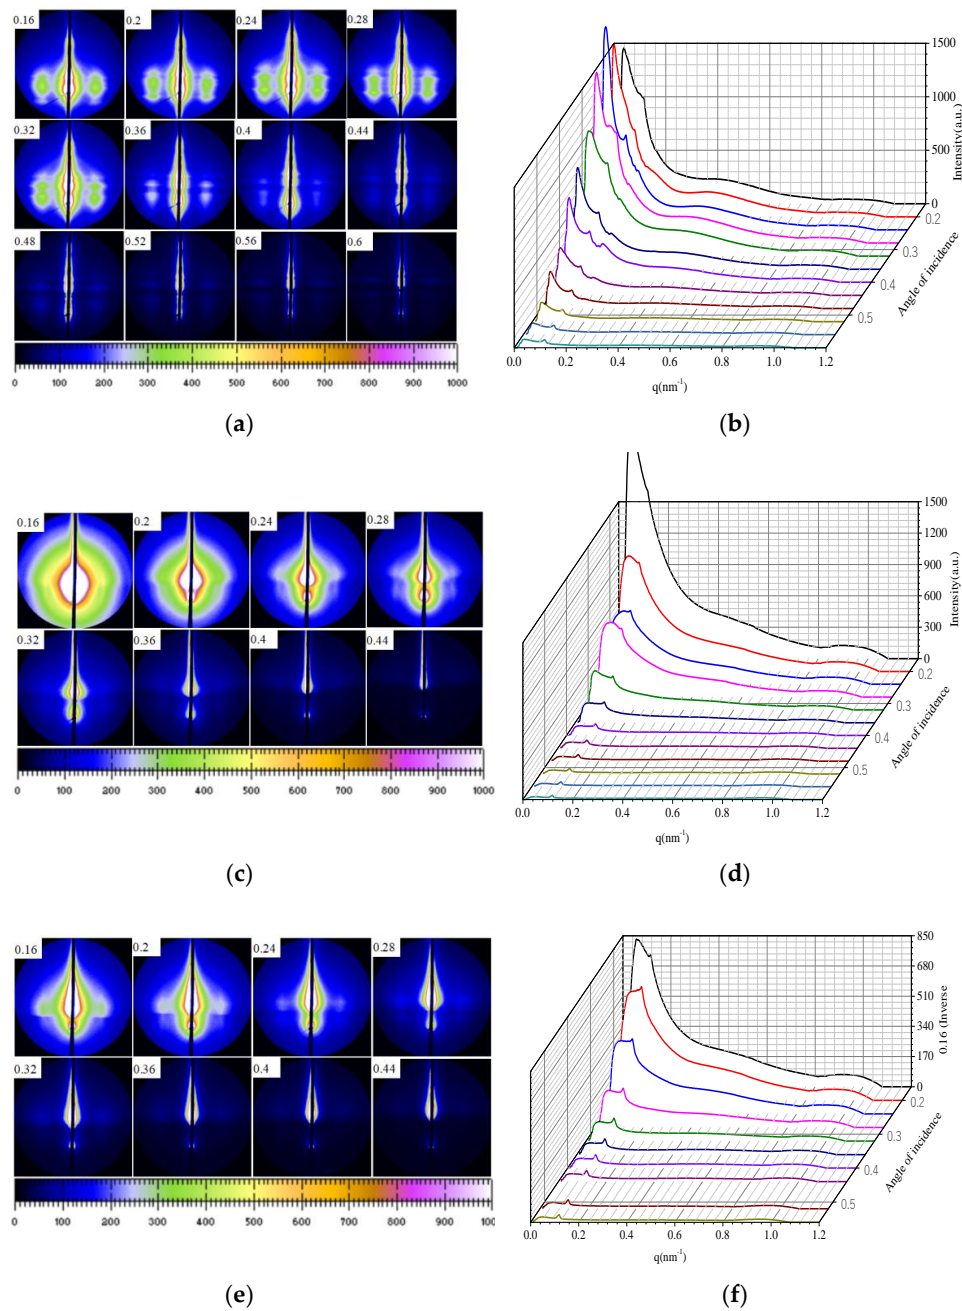 0.16 0.2 0.24 0.28
0.32 0.36 0.4 0.44
0.48 0.52 0.56 0.6
0 100 200 300 400 500 600 700 800 900 1000
(a)
1500
1000
500
0
Intensity(a.u.)
0.2
0.3
0.4
0.5
Angle of incidence
0.0 0.2 0.4 0.6 0.8 1.0 1.2
q(nm-1)
(b)
0.16 0.2 0.24 0.28
0.32 0.36 0.4 0.44
0 100 200 300 400 500 600 700 800 900 1000
(c)
1500
1200
900
600
300
0
Intensity(a.u.)
0.2
0.3
0.4
0.5
Angle of incidence
0.0 0.2 0.4 0.6 0.8 1.0 1.2
q(nm-1)
(d)
0.16 0.2 0.24 0.28
0.32 0.36 0.4 0.44
0 100 200 300 400 500 600 700 800 900 1000
(e)
850
680
510
340
170
0
0.16 (Inverse
0.2
0.3
0.4
0.5
Angle of incidence
0.0 0.2 0.4 0.6 0.8 1.0 1.2
q(nm-1)
(f)